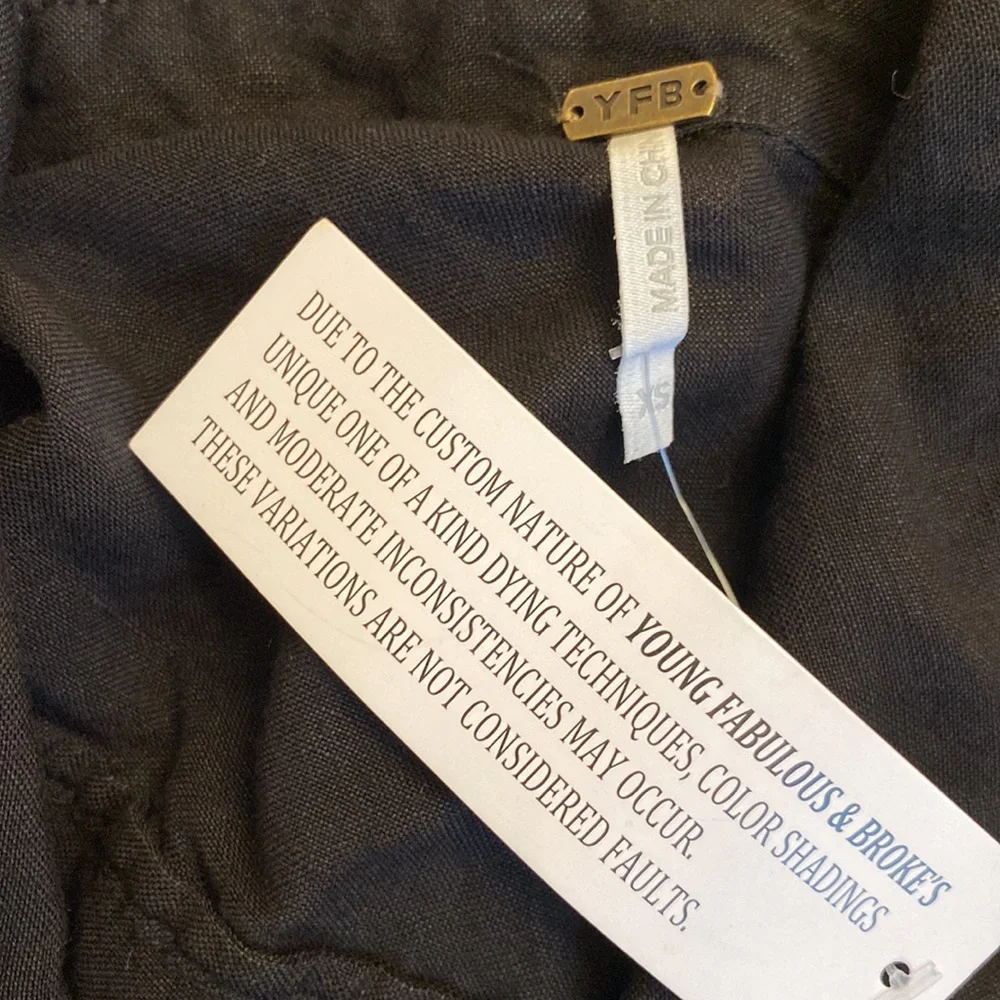 YFB
MADE IN CHIN
XS
DUE TO THE CUSTOM NATURE OF YOUNG FABULOUS & BROKE'S
UNIQUE ONE OF A KIND DYING TECHNIQUES, COLOR SHADINGS
AND MODERATE INCONSISTENCIES MAY OCCUR.
THESE VARIATIONS ARE NOT CONSIDERED FAULTS.